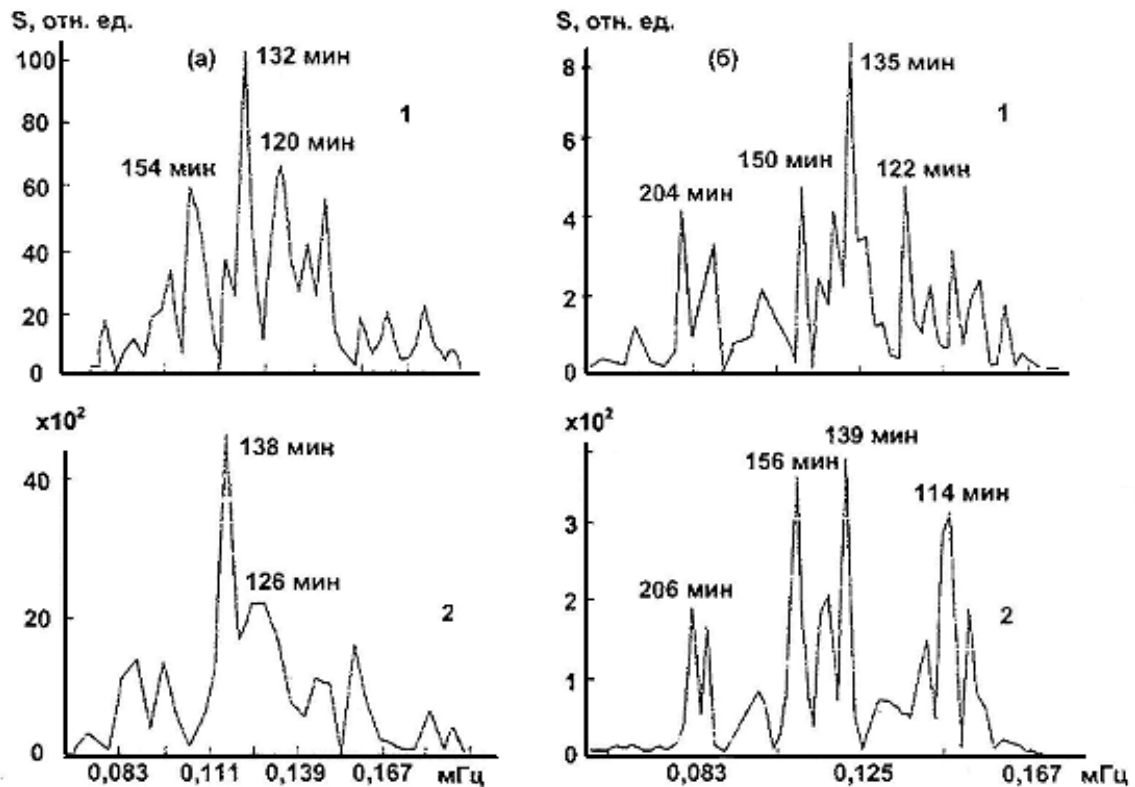 S, отн. ед.
(а)
132 мин
100
80
1
120 мин
154 мин
60
40
20
0
S, отн. ед.
(б)
135 мин
8
1
6
150 мин
122 мин
204 мин
4
2
0
x10²
138 мин
40
126 мин
2
20
0
0,083 0,111 0,139 0,167 мГц
x10²
139 мин
156 мин
114 мин
3
206 мин
2
2
1
0
0,083 0,125 0,167 мГц